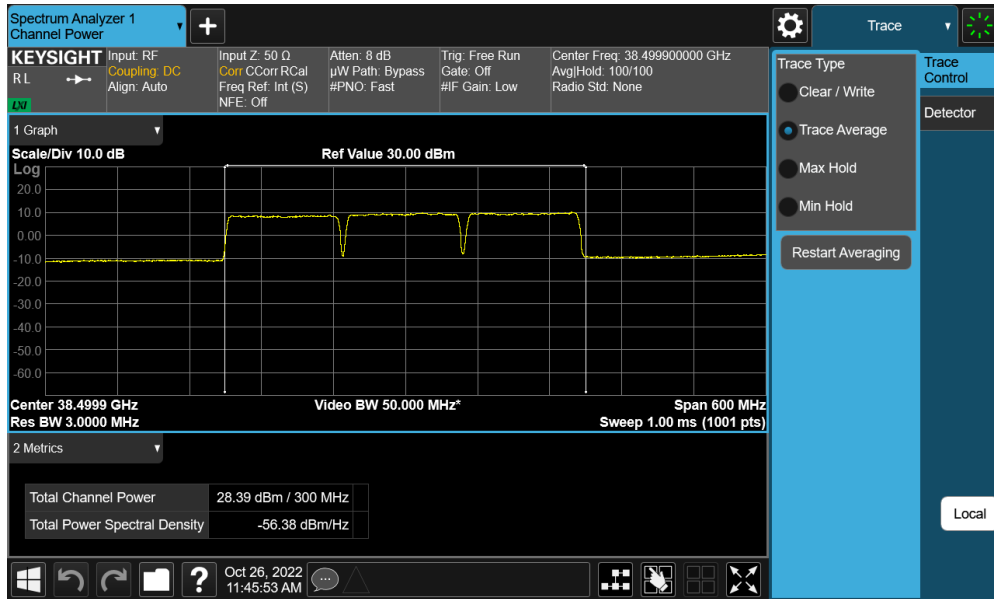 Spectrum Analyzer 1
Channel Power
+
Trace
KEYSIGHT
R L
LXI
Input: RF
Coupling: DC
Align: Auto
Input Z: 50 Ω
Corr CCorr RCal
Freq Ref: Int (S)
NFE: Off
Atten: 8 dB
µW Path: Bypass
#PNO: Fast
Trig: Free Run
Gate: Off
#IF Gain: Low
Center Freq: 38.499900000 GHz
Avg|Hold: 100/100
Radio Std: None
Trace Type
Clear / Write
Trace Average
Max Hold
Min Hold
Restart Averaging
Trace
Control
Detector
Local
1 Graph
Scale/Div 10.0 dB
Ref Value 30.00 dBm
Log
20.0
10.0
0.00
-10.0
-20.0
-30.0
-40.0
-50.0
-60.0
Center 38.4999 GHz
Video BW 50.000 MHz*
Span 600 MHz
Res BW 3.0000 MHz
Sweep 1.00 ms (1001 pts)
2 Metrics
Total Channel Power 28.39 dBm / 300 MHz
Total Power Spectral Density -56.38 dBm/Hz
?
Oct 26, 2022
11:45:53 AM